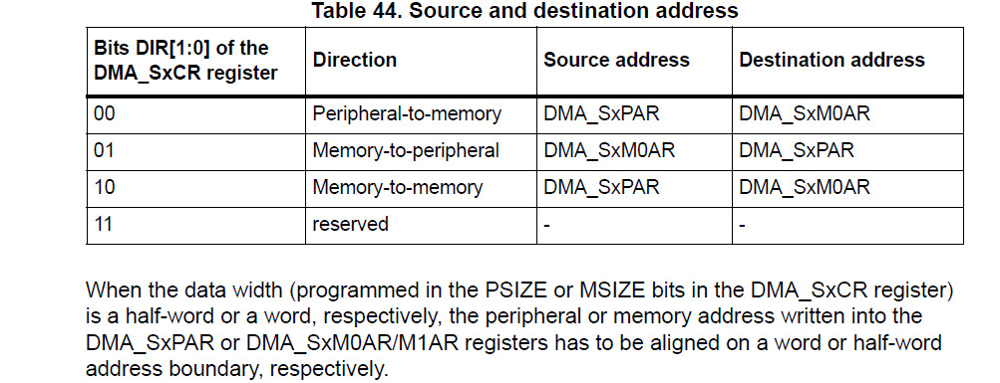 Table 44. Source and destination address
Bits DIR[1:0] of the DMA_SxCR register Direction Source address Destination address
00 Peripheral-to-memory DMA_SxPAR DMA_SxM0AR
01 Memory-to-peripheral DMA_SxM0AR DMA_SxPAR
10 Memory-to-memory DMA_SxPAR DMA_SxM0AR
11 reserved - -
When the data width (programmed in the PSIZE or MSIZE bits in the DMA_SxCR register)
is a half-word or a word, respectively, the peripheral or memory address written into the
DMA_SxPAR or DMA_SxM0AR/M1AR registers has to be aligned on a word or half-word
address boundary, respectively.